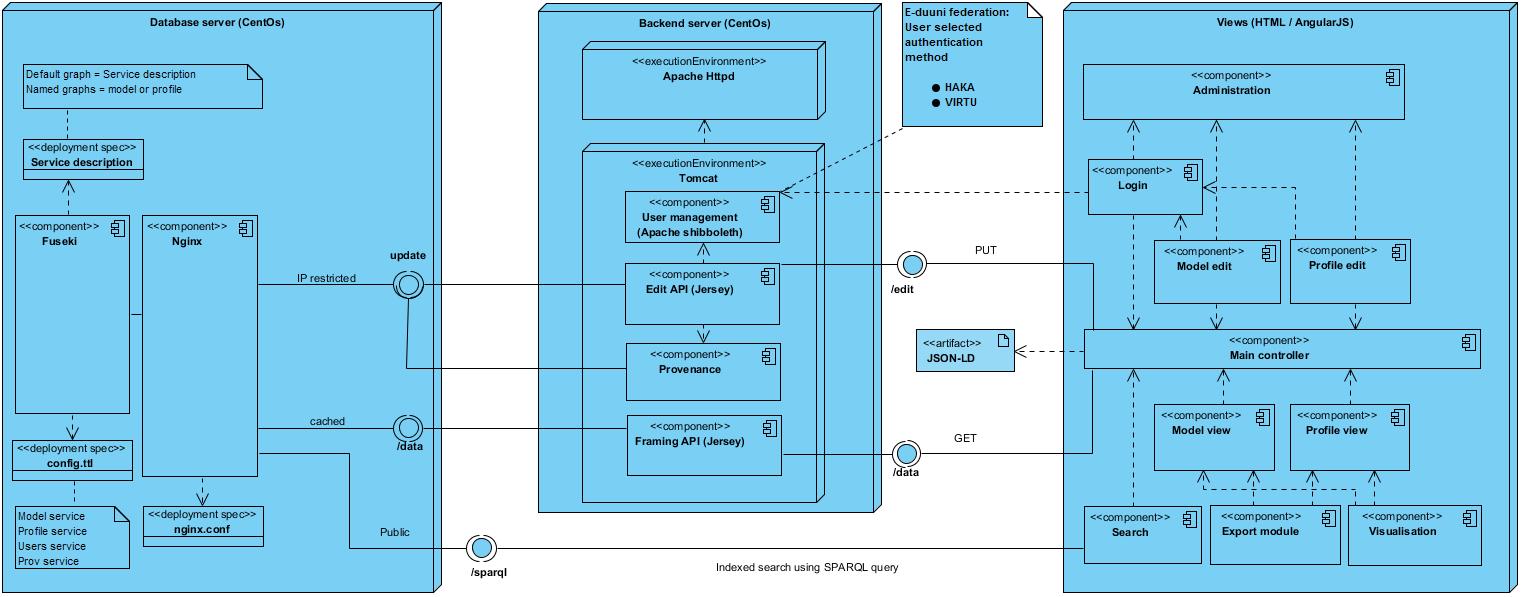 Database server (CentOs)
Default graph = Service description
Named graphs = model or profile
<<deployment spec>>
Service description
<<component>>
Fuseki
<<component>>
Nginx
<<deployment spec>>
config.ttl
Model service
Profile service
Users service
Prov service
<<deployment spec>>
nginx.conf
IP restricted
update
cached
/data
Public
/sparql
Indexed search using SPARQL query
Backend server (CentOs)
<<executionEnvironment>>
Apache Httpd
<<executionEnvironment>>
Tomcat
<<component>>
User management
(Apache shibboleth)
<<component>>
Edit API (Jersey)
<<component>>
Provenance
<<component>>
Framing API (Jersey)
E-duuni federation:
User selected
authentication
method
● HAKA
● VIRTU
PUT
/edit
<<artifact>>
JSON-LD
GET
/data
Views (HTML / AngularJS)
<<component>>
Administration
<<component>>
Login
<<component>>
Model edit
<<component>>
Profile edit
<<component>>
Main controller
<<component>>
Model view
<<component>>
Profile view
<<component>>
Search
<<component>>
Export module
<<component>>
Visualisation